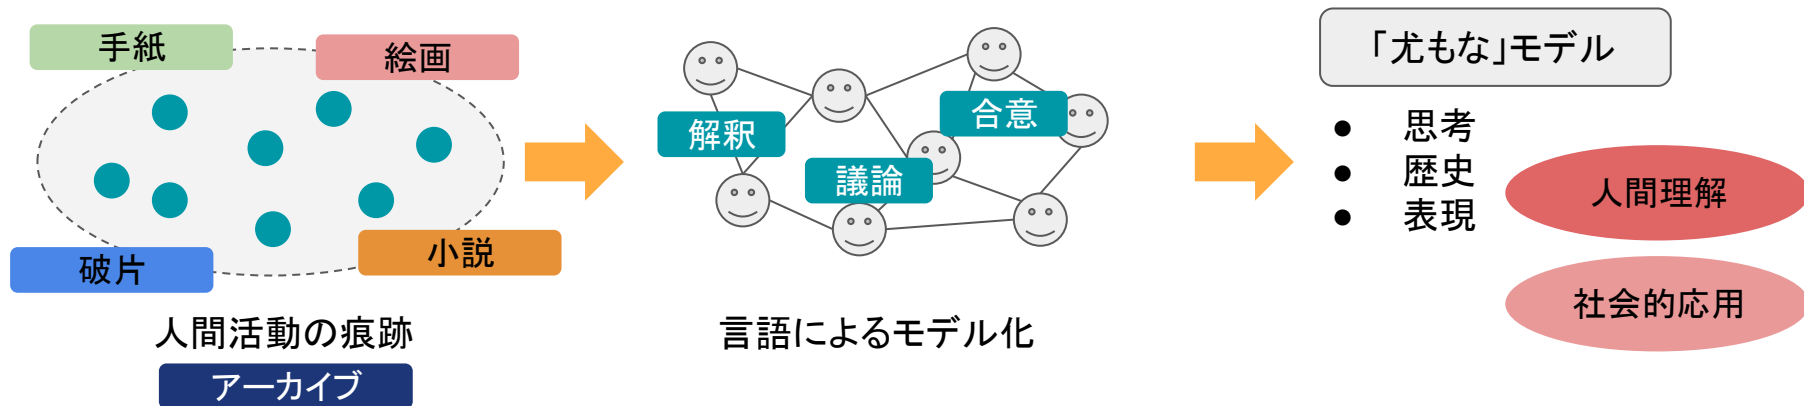 手紙
絵画
破片
小説
人間活動の痕跡
アーカイブ
解釈
議論
合意
言語によるモデル化
「尤もな」モデル
● 思考
● 歴史
● 表現
人間理解
社会的応用